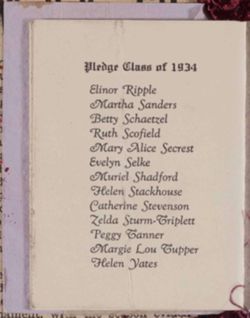 Pledge Class of 1934
Elinor Ripple
Martha Sanders
Betty Schaetzel
Ruth Scofield
Mary Alice Secrest
Evelyn Selke
Muriel Shadford
Helen Stackhouse
Catherine Stevenson
Zelda Sturm-Triplett
Peggy Tanner
Margie Lou Tupper
Helen Yates